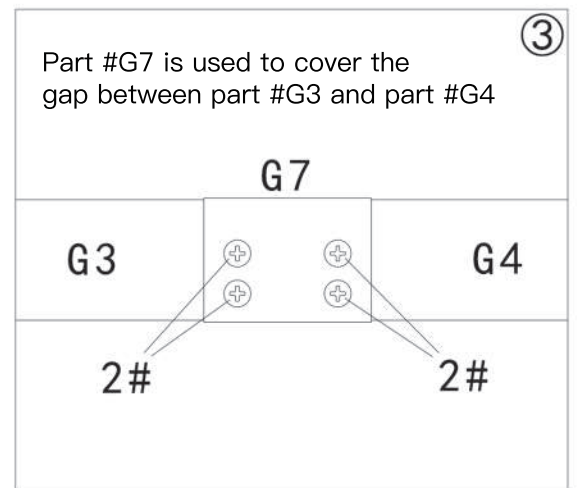 ③
Part #G7 is used to cover the
gap between part #G3 and part #G4
G7
G3 G4
2# 2#